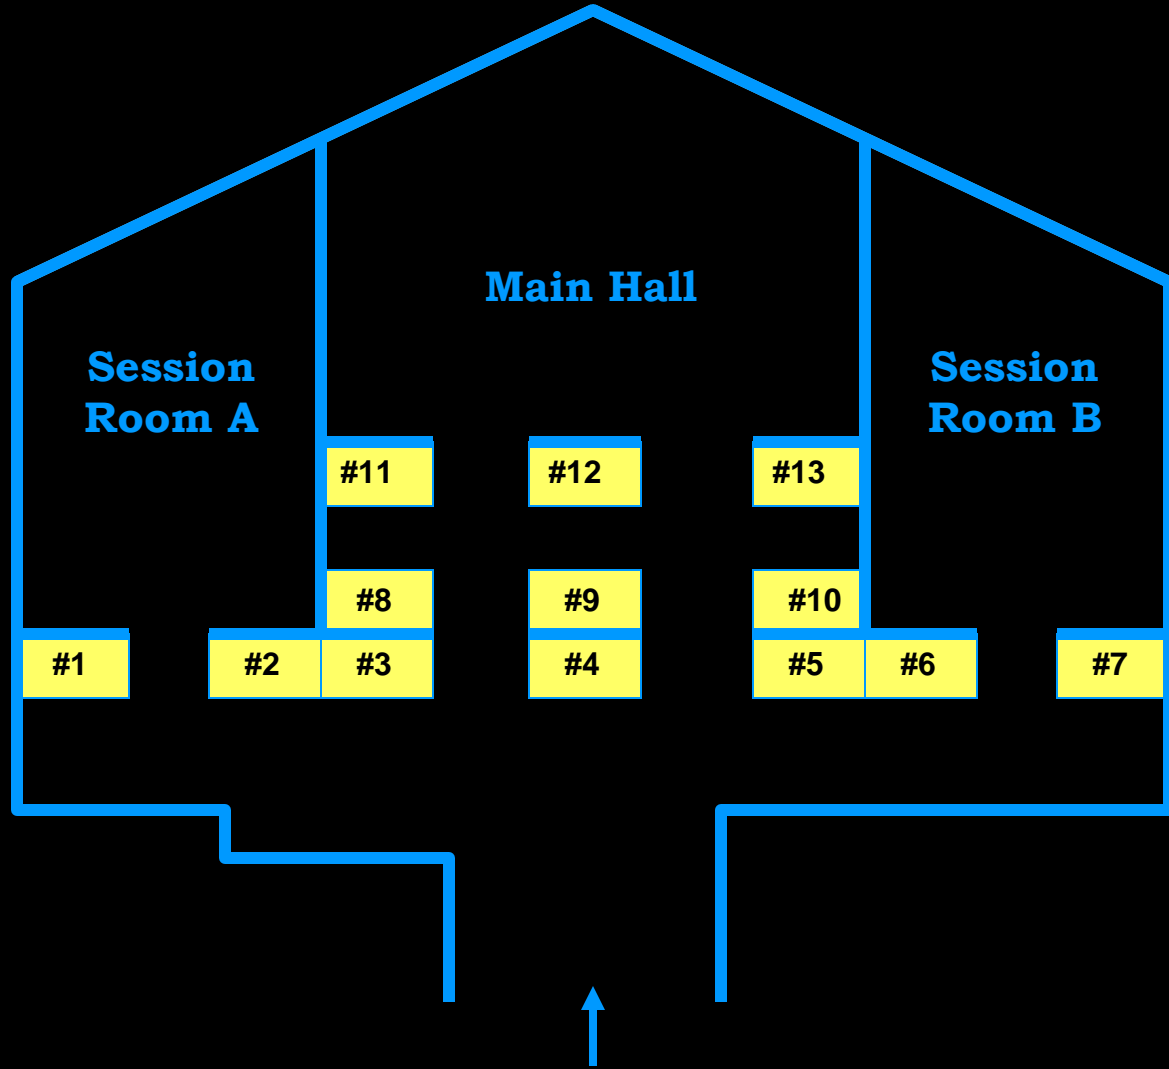 Main Hall
Session
Room A
Session
Room B
#11 #12 #13
#8 #9 #10
#1 #2 #3 #4 #5 #6 #7